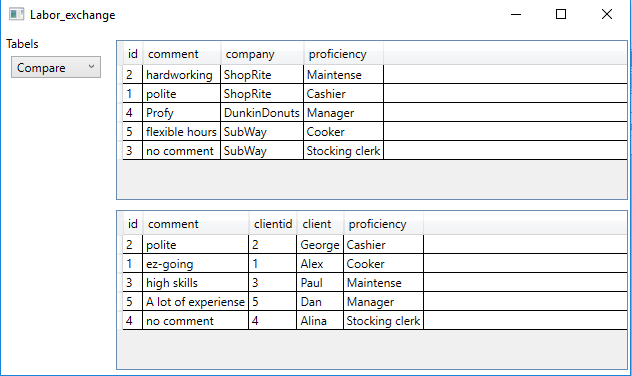 Labor_exchange
Tabels
Compare
id comment company proficiency
2 hardworking ShopRite Maintense
1 polite ShopRite Cashier
4 Profy DunkinDonuts Manager
5 flexible hours SubWay Cooker
3 no comment SubWay Stocking clerk
id comment clientid client proficiency
2 polite 2 George Cashier
1 ez-going 1 Alex Cooker
3 high skills 3 Paul Maintense
5 A lot of experiense 5 Dan Manager
4 no comment 4 Alina Stocking clerk